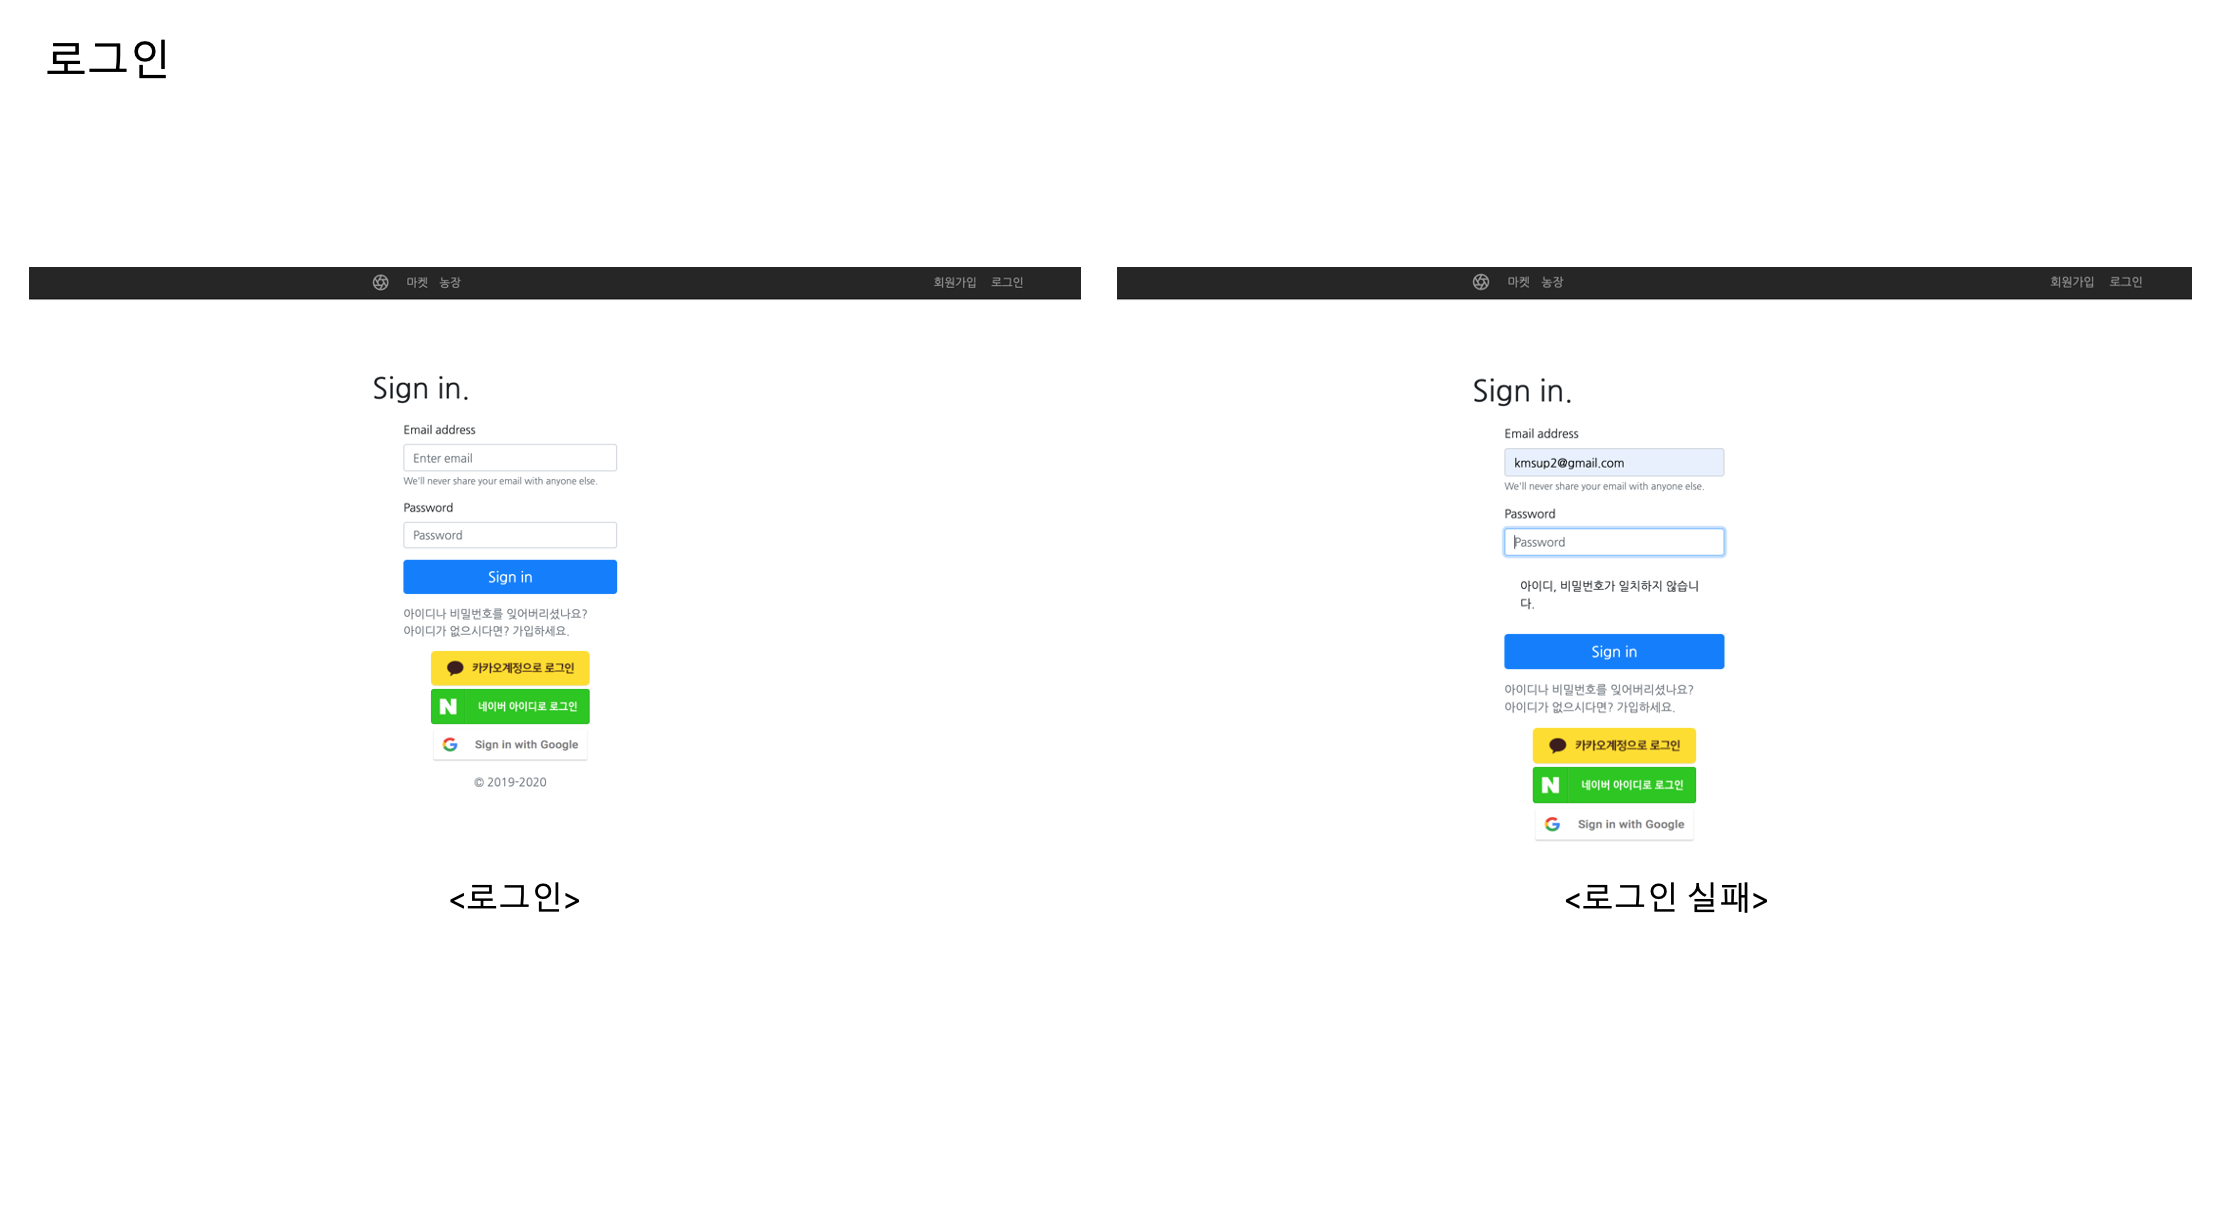 로그인
마켓 농장 회원가입 로그인
Sign in.
Email address
Enter email
We'll never share your email with anyone else.
Password
Password
Sign in
아이디나 비밀번호를 잊어버리셨나요?
아이디가 없으시다면? 가입하세요.
카카오계정으로 로그인
N 네이버 아이디로 로그인
G Sign in with Google
© 2019-2020
<로그인>
마켓 농장 회원가입 로그인
Sign in.
Email address
kmsup2@gmail.com
We'll never share your email with anyone else.
Password
Password
아이디, 비밀번호가 일치하지 않습니
다.
Sign in
아이디나 비밀번호를 잊어버리셨나요?
아이디가 없으시다면? 가입하세요.
카카오계정으로 로그인
N 네이버 아이디로 로그인
G Sign in with Google
<로그인 실패>